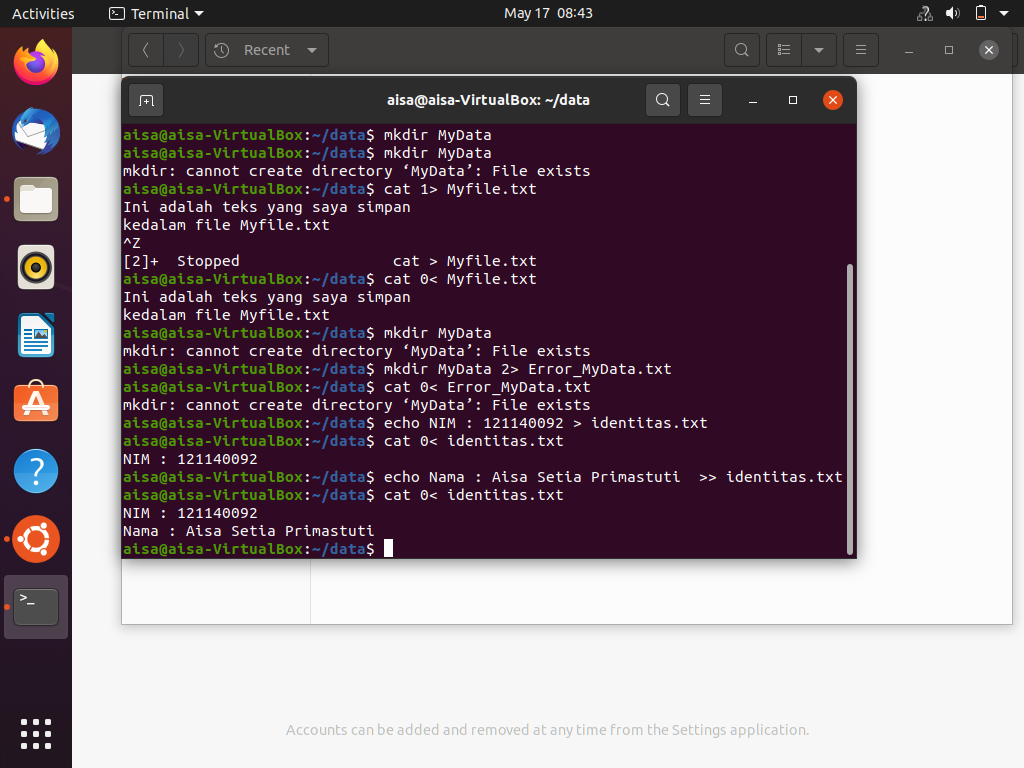 Activities
Terminal
May 17 08:43
Recent
aisa@aisa-VirtualBox: ~/data
aisa@aisa-VirtualBox:~/data$ mkdir MyData
aisa@aisa-VirtualBox:~/data$ mkdir MyData
mkdir: cannot create directory ‘MyData’: File exists
aisa@aisa-VirtualBox:~/data$ cat 1> Myfile.txt
Ini adalah teks yang saya simpan
kedalam file Myfile.txt
^Z
[2]+  Stopped                 cat > Myfile.txt
aisa@aisa-VirtualBox:~/data$ cat 0< Myfile.txt
Ini adalah teks yang saya simpan
kedalam file Myfile.txt
aisa@aisa-VirtualBox:~/data$ mkdir MyData
mkdir: cannot create directory ‘MyData’: File exists
aisa@aisa-VirtualBox:~/data$ mkdir MyData 2> Error_MyData.txt
aisa@aisa-VirtualBox:~/data$ cat 0< Error_MyData.txt
mkdir: cannot create directory ‘MyData’: File exists
aisa@aisa-VirtualBox:~/data$ echo NIM : 121140092 > identitas.txt
aisa@aisa-VirtualBox:~/data$ cat 0< identitas.txt
NIM : 121140092
aisa@aisa-VirtualBox:~/data$ echo Nama : Aisa Setia Primastuti  >> identitas.txt
aisa@aisa-VirtualBox:~/data$ cat 0< identitas.txt
NIM : 121140092
Nama : Aisa Setia Primastuti
aisa@aisa-VirtualBox:~/data$
Accounts can be added and removed at any time from the Settings application.